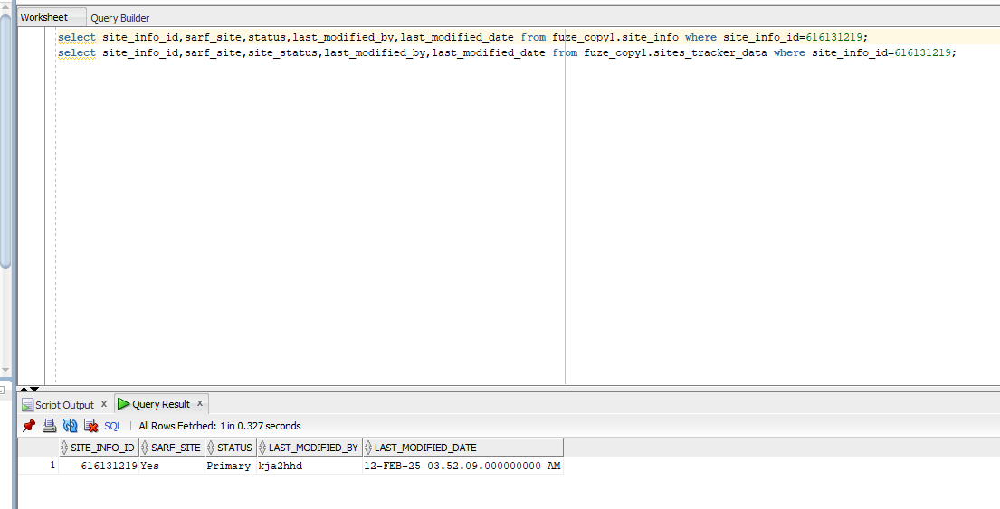 Worksheet Query Builder
select site_info_id,sarf_site,status,last_modified_by,last_modified_date from fuze_copy1.site_info where site_info_id=616131219;
select site_info_id,sarf_site,site_status,last_modified_by,last_modified_date from fuze_copy1.sites_tracker_data where site_info_id=616131219;
Script Output x Query Result x
SQL | All Rows Fetched: 1 in 0.327 seconds
SITE_INFO_ID SARF_SITE STATUS LAST_MODIFIED_BY LAST_MODIFIED_DATE
1 616131219 Yes Primary kja2hhd 12-FEB-25 03.52.09.000000000 AM